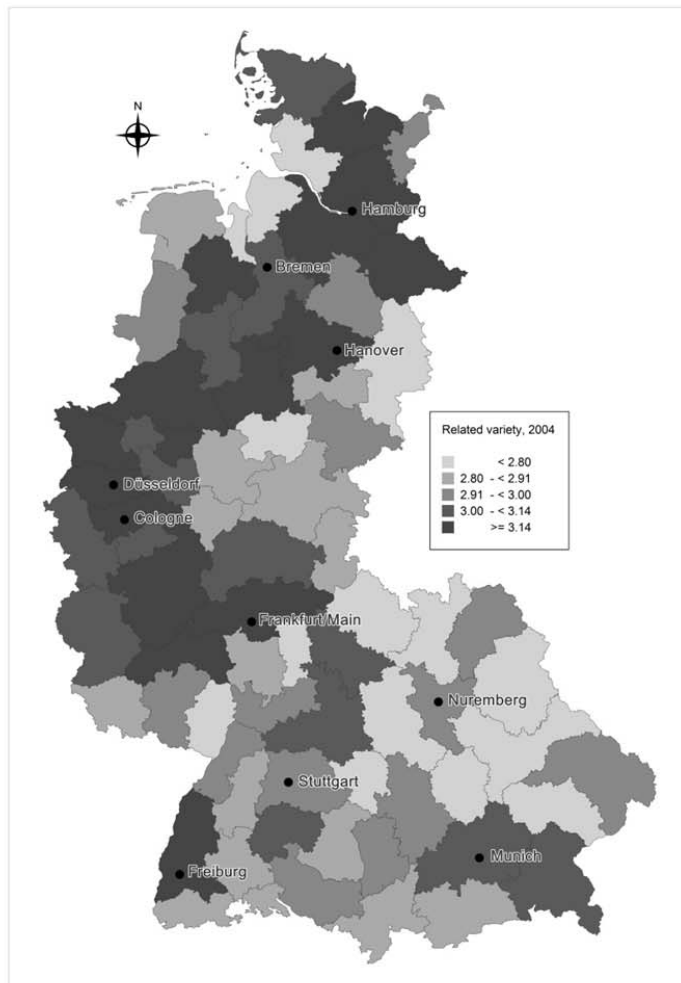 N
Hamburg
Bremen
Hanover
Related variety, 2004
< 2.80
2.80 - < 2.91
2.91 - < 3.00
3.00 - < 3.14
>= 3.14
Düsseldorf
Cologne
Frankfurt/Main
Nuremberg
Stuttgart
Munich
Freiburg